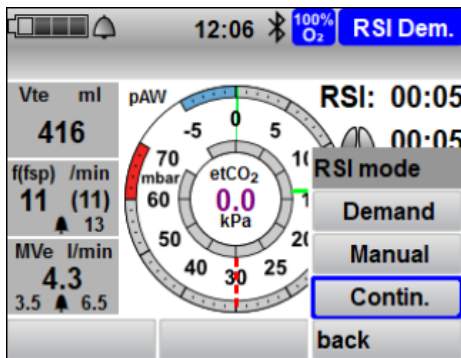 12:06 100% O₂ RSI Dem.
Vte ml
416
f(fsp) /min
11 (11)
13
MVe l/min
4.3
3.5 6.5
pAW
-5 0 5
70
mbar
60
50
40 30 25
etCO₂
0.0
kPa
RSI: 00:05
00:05
RSI mode
Demand
Manual
Contin.
back